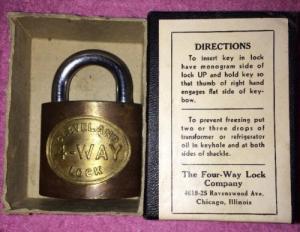 CLEVELAND
4-WAY
LOCK
DIRECTIONS
To insert key in lock
have monogram side of
lock UP and hold key so
that thumb of right hand
engages flat side of key-
bow.
To prevent freezing put
two or three drops of
transformer or refrigerator
oil in keyhole and at both
sides of shackle.
The Four-Way Lock
Company
4618-25 Ravenswood Ave.
Chicago, Illinois